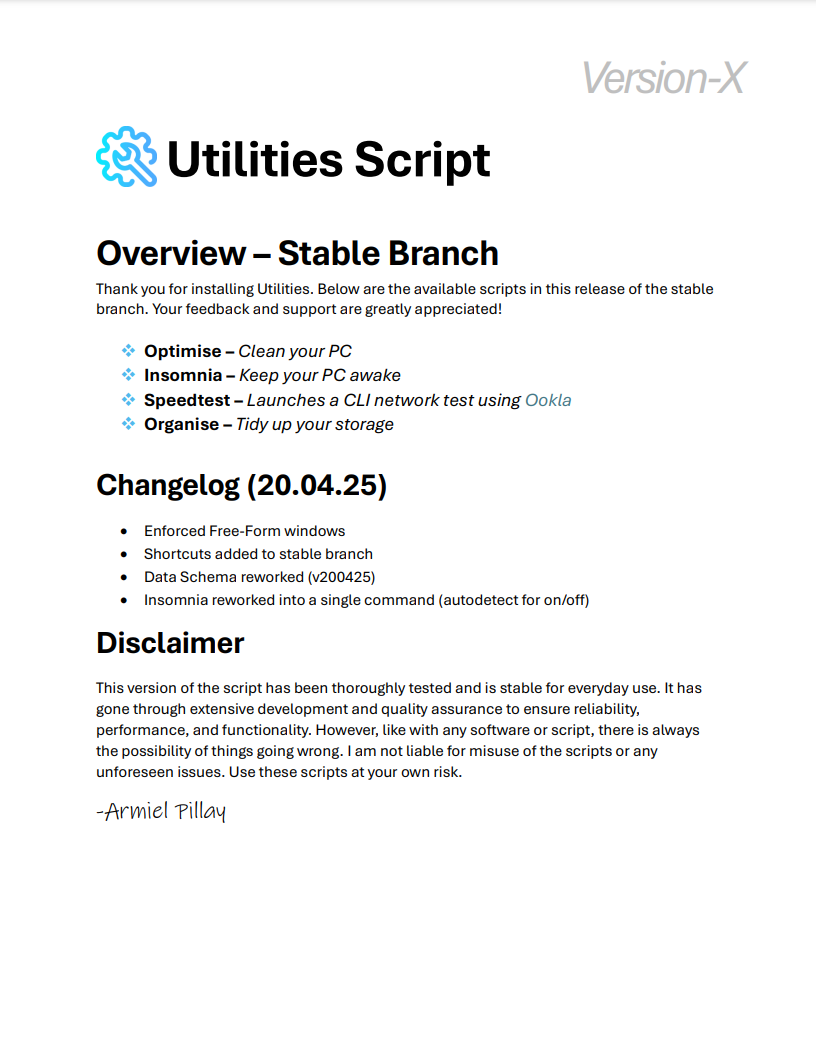 Version-X
Utilities Script
Overview – Stable Branch
Thank you for installing Utilities. Below are the available scripts in this release of the stable
branch. Your feedback and support are greatly appreciated!
❖ Optimise – Clean your PC
❖ Insomnia – Keep your PC awake
❖ Speedtest – Launches a CLI network test using Ookla
❖ Organise – Tidy up your storage
Changelog (20.04.25)
• Enforced Free-Form windows
• Shortcuts added to stable branch
• Data Schema reworked (v200425)
• Insomnia reworked into a single command (autodetect for on/off)
Disclaimer
This version of the script has been thoroughly tested and is stable for everyday use. It has
gone through extensive development and quality assurance to ensure reliability,
performance, and functionality. However, like with any software or script, there is always
the possibility of things going wrong. I am not liable for misuse of the scripts or any
unforeseen issues. Use these scripts at your own risk.
-Armiel Pillay